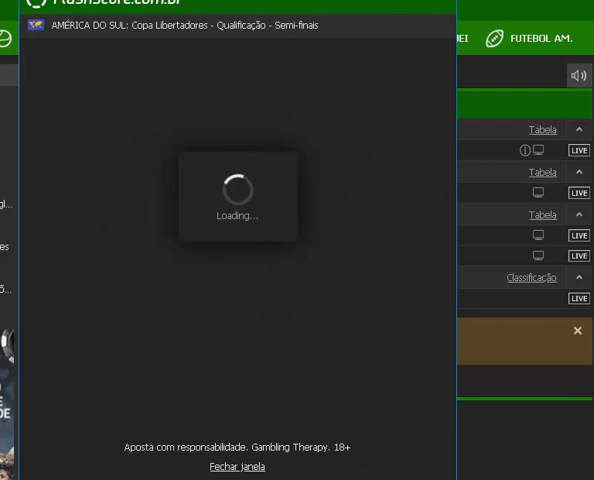 FlashScore.com.br
AMÉRICA DO SUL: Copa Libertadores - Qualificação - Semi-finais
FUTEBOL AM.
Tabela
LIVE
Tabela
LIVE
Tabela
LIVE
LIVE
Classificação
LIVE
Loading...
Aposta com responsabilidade. Gambling Therapy. 18+
Fechar janela